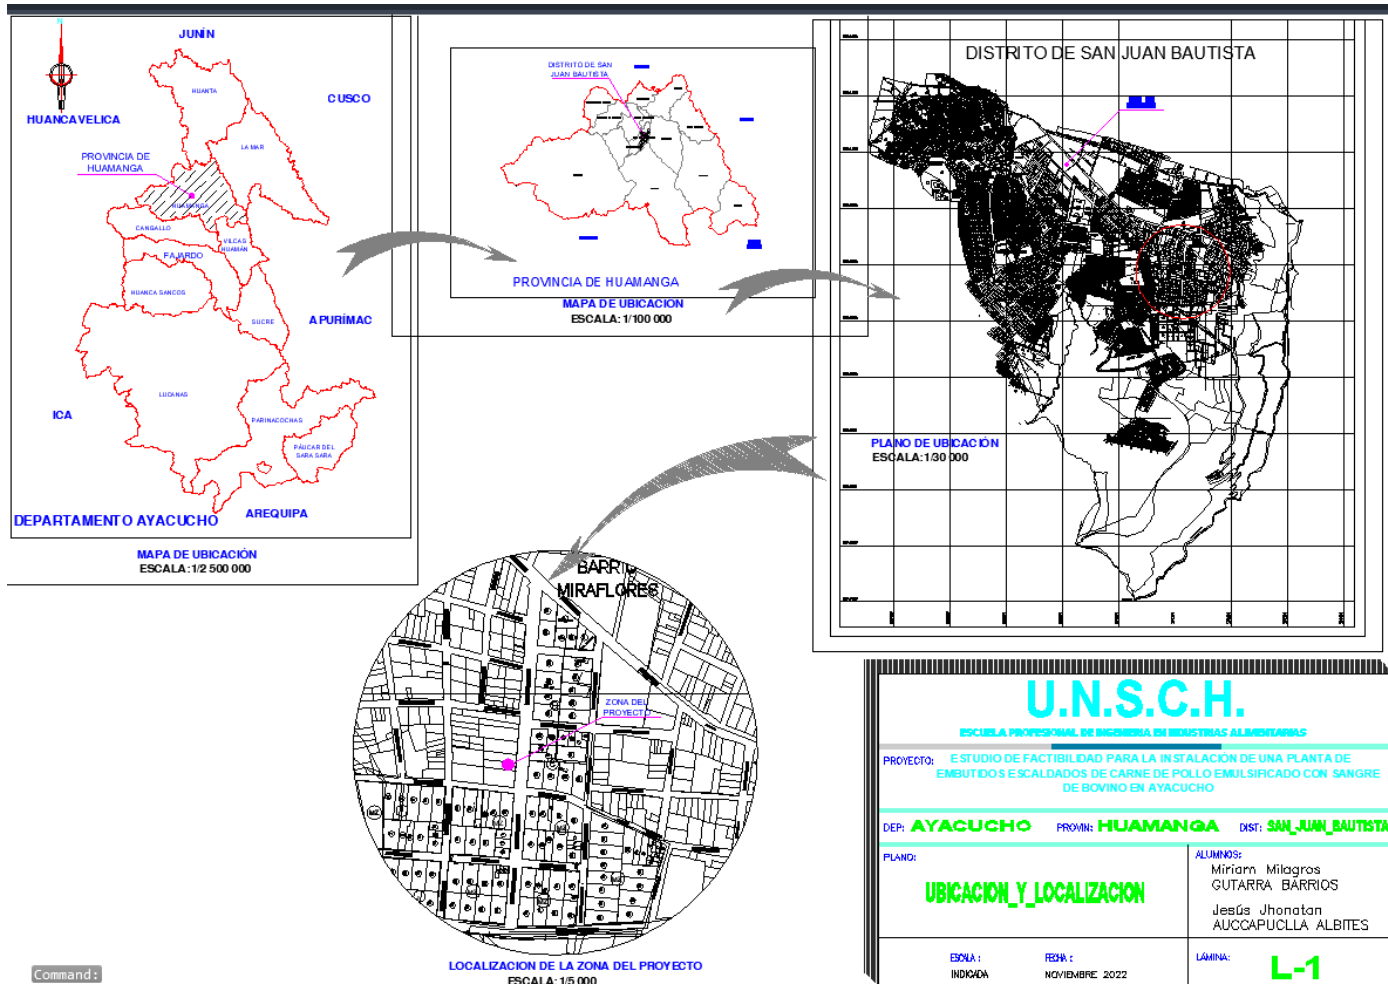 N
JUNÍN
HUANTA
CUSCO
HUANCAVELICA
LA MAR
PROVINCIA DE
HUAMANGA
HUAMANGA
CANGALLO
VILCAS
HUAMÁN
FAJARDO
HUANCA SANCOS
SUCRE
APURÍMAC
LUCANAS
ICA
PARINACOCHAS
PÁUCAR DEL
SARA SARA
AREQUIPA
DEPARTAMENTO AYACUCHO
MAPA DE UBICACIÓN
ESCALA: 1/2 500 000
DISTRITO DE SAN
JUAN BAUTISTA
PROVINCIA DE HUAMANGA
MAPA DE UBICACION
ESCALA: 1/100 000
DISTRITO DE SAN JUAN BAUTISTA
PLANO DE UBICACIÓN
ESCALA: 1/30 000
BARRIO
MIRAFLORES
ZONA DEL
PROYECTO
LOCALIZACION DE LA ZONA DEL PROYECTO
ESCALA: 1/5 000
U.N.S.C.H.
ESCUELA PROFESIONAL DE INGENIERIA EN INDUSTRIAS ALIMENTARIAS
PROYECTO: ESTUDIO DE FACTIBILIDAD PARA LA INSTALACIÓN DE UNA PLANTA DE
EMBUTIDOS ESCALDADOS DE CARNE DE POLLO EMULSIFICADO CON SANGRE
DE BOVINO EN AYACUCHO
DEP: AYACUCHO PROVIN: HUAMANGA DIST: SAN_JUAN_BAUTISTA
PLANO:
UBICACION_Y_LOCALIZACIÓN
ALUMNOS:
Miriam Milagros
GUTARRA BARRIOS
Jesús Jhonatan
AUCCAPUCLLA ALBITES
ESCALA :
INDICADA
FECHA :
NOVIEMBRE 2022
LÁMINA:
L-1
Command: